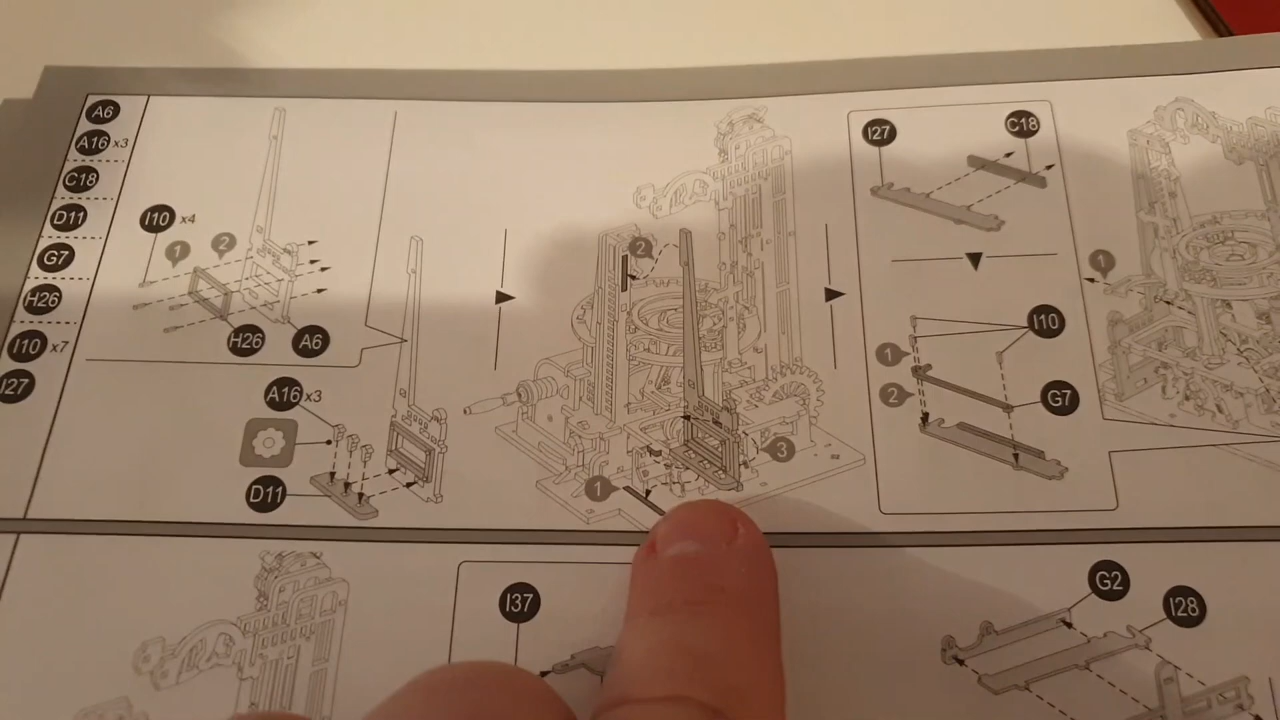 A6
A16 x3
C18
D11
G7
H26
I10 x7
I27
I10 x4
1
2
H26
A6
A16 x3
D11
2
1
3
I27
C18
I10
1
2
G7
1
I37
G2
I28